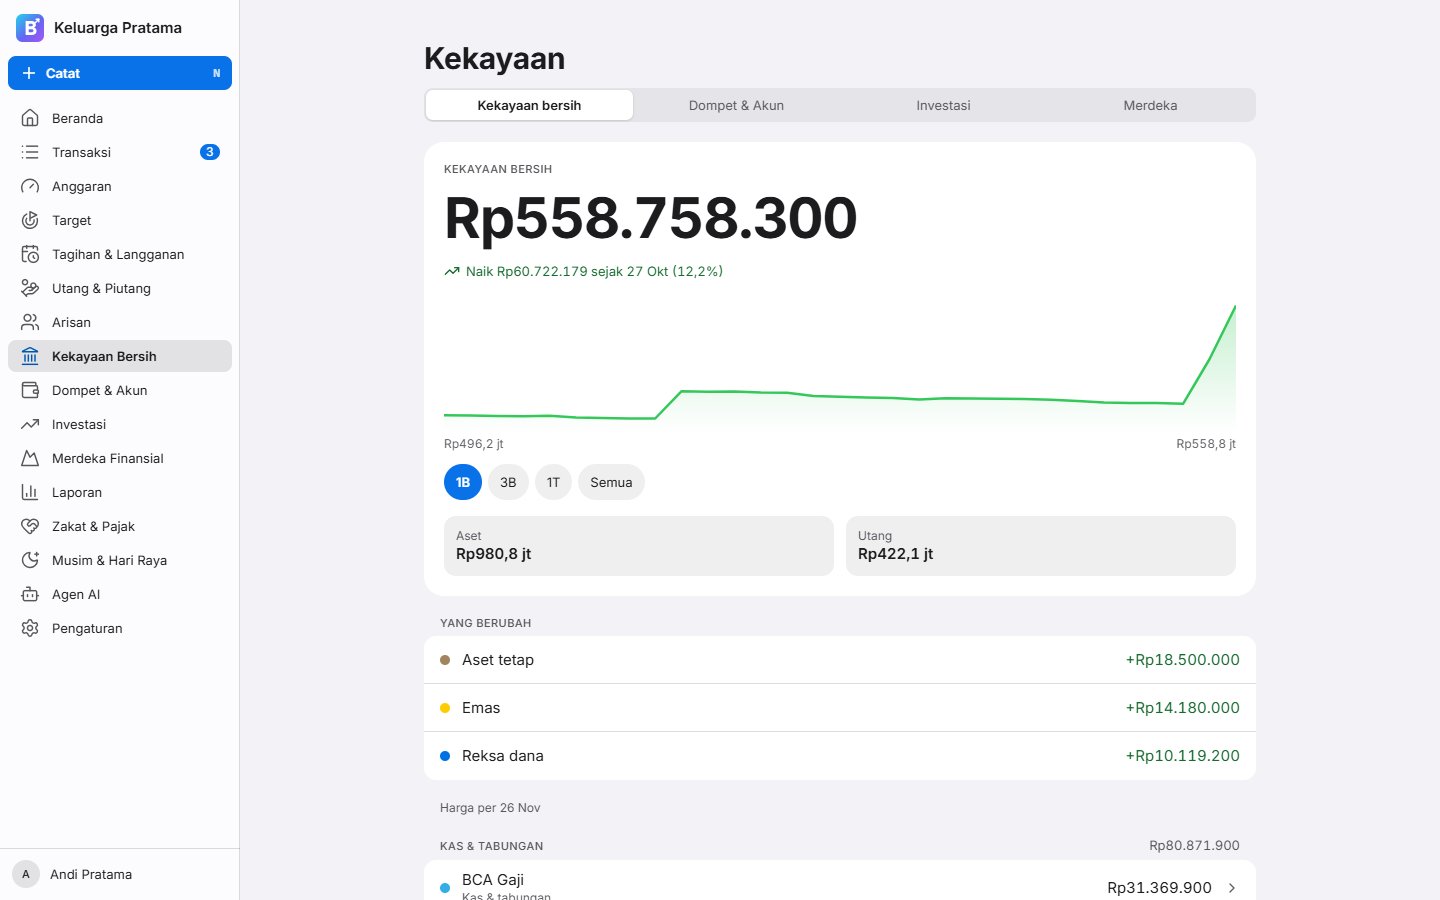 Keluarga Pratama
Catat N
Beranda
Transaksi 3
Anggaran
Target
Tagihan & Langganan
Utang & Piutang
Arisan
Kekayaan Bersih
Dompet & Akun
Investasi
Merdeka Finansial
Laporan
Zakat & Pajak
Musim & Hari Raya
Agen AI
Pengaturan
A Andi Pratama
Kekayaan
Kekayaan bersih Dompet & Akun Investasi Merdeka
KEKAYAAN BERSIH
Rp558.758.300
Naik Rp60.722.179 sejak 27 Okt (12,2%)
Rp496,2 jt Rp558,8 jt
1B 3B 1T Semua
Aset Utang
Rp980,8 jt Rp422,1 jt
YANG BERUBAH
Aset tetap +Rp18.500.000
Emas +Rp14.180.000
Reksa dana +Rp10.119.200
Harga per 26 Nov
KAS & TABUNGAN Rp80.871.900
BCA Gaji Rp31.369.900
Kas & tabungan